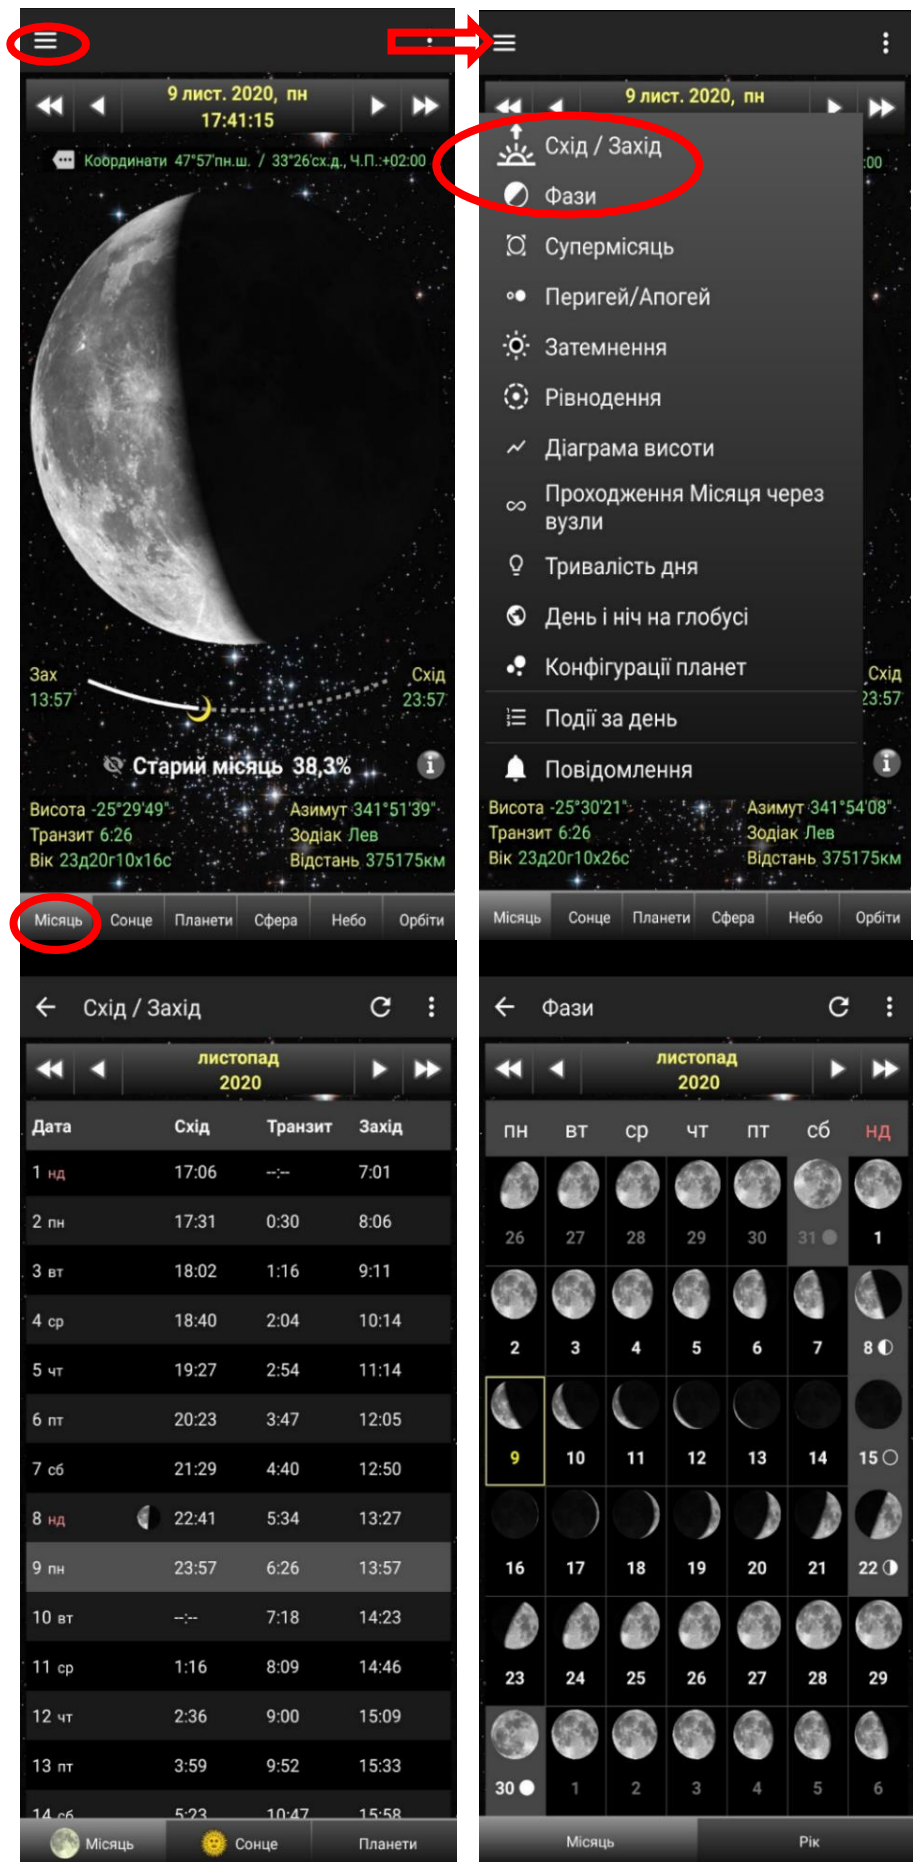 9 лист. 2020, пн
17:41:15
Координати 47°57'пн.ш. / 33°26'сх.д., Ч.П.:+02:00
Зах
13:57
Схід
23:57
Старий місяць 38,3%
Висота -25°29'49"
Азимут 341°51'39"
Транзит 6:26
Зодіак Лев
Вік 23д20г10х16с
Відстань 375175км
Місяць Сонце Планети Сфера Небо Орбіти
9 лист. 2020, пн
:00
Схід / Захід
Фази
Супермісяць
Перигей/Апогей
Затемнення
Рівнодення
Діаграма висоти
Проходження Місяця через
вузли
Тривалість дня
День і ніч на глобусі
Конфігурації планет
Події за день
Повідомлення
Схід
23:57
Висота -25°30'21"
Азимут 341°54'08"
Транзит 6:26
Зодіак Лев
Вік 23д20г10х26с
Відстань 375175км
Місяць Сонце Планети Сфера Небо Орбіти
Схід / Захід
листопад
2020
Дата Схід Транзит Захід
1 нд 17:06 --:-- 7:01
2 пн 17:31 0:30 8:06
3 вт 18:02 1:16 9:11
4 ср 18:40 2:04 10:14
5 чт 19:27 2:54 11:14
6 пт 20:23 3:47 12:05
7 сб 21:29 4:40 12:50
8 нд 22:41 5:34 13:27
9 пн 23:57 6:26 13:57
10 вт --:-- 7:18 14:23
11 ср 1:16 8:09 14:46
12 чт 2:36 9:00 15:09
13 пт 3:59 9:52 15:33
14 сб 5:23 10:47 15:58
Місяць Сонце Планети
Фази
листопад
2020
пн вт ср чт пт сб нд
26 27 28 29 30 31 1
2 3 4 5 6 7 8
9 10 11 12 13 14 15
16 17 18 19 20 21 22
23 24 25 26 27 28 29
30 1 2 3 4 5 6
Місяць Рік